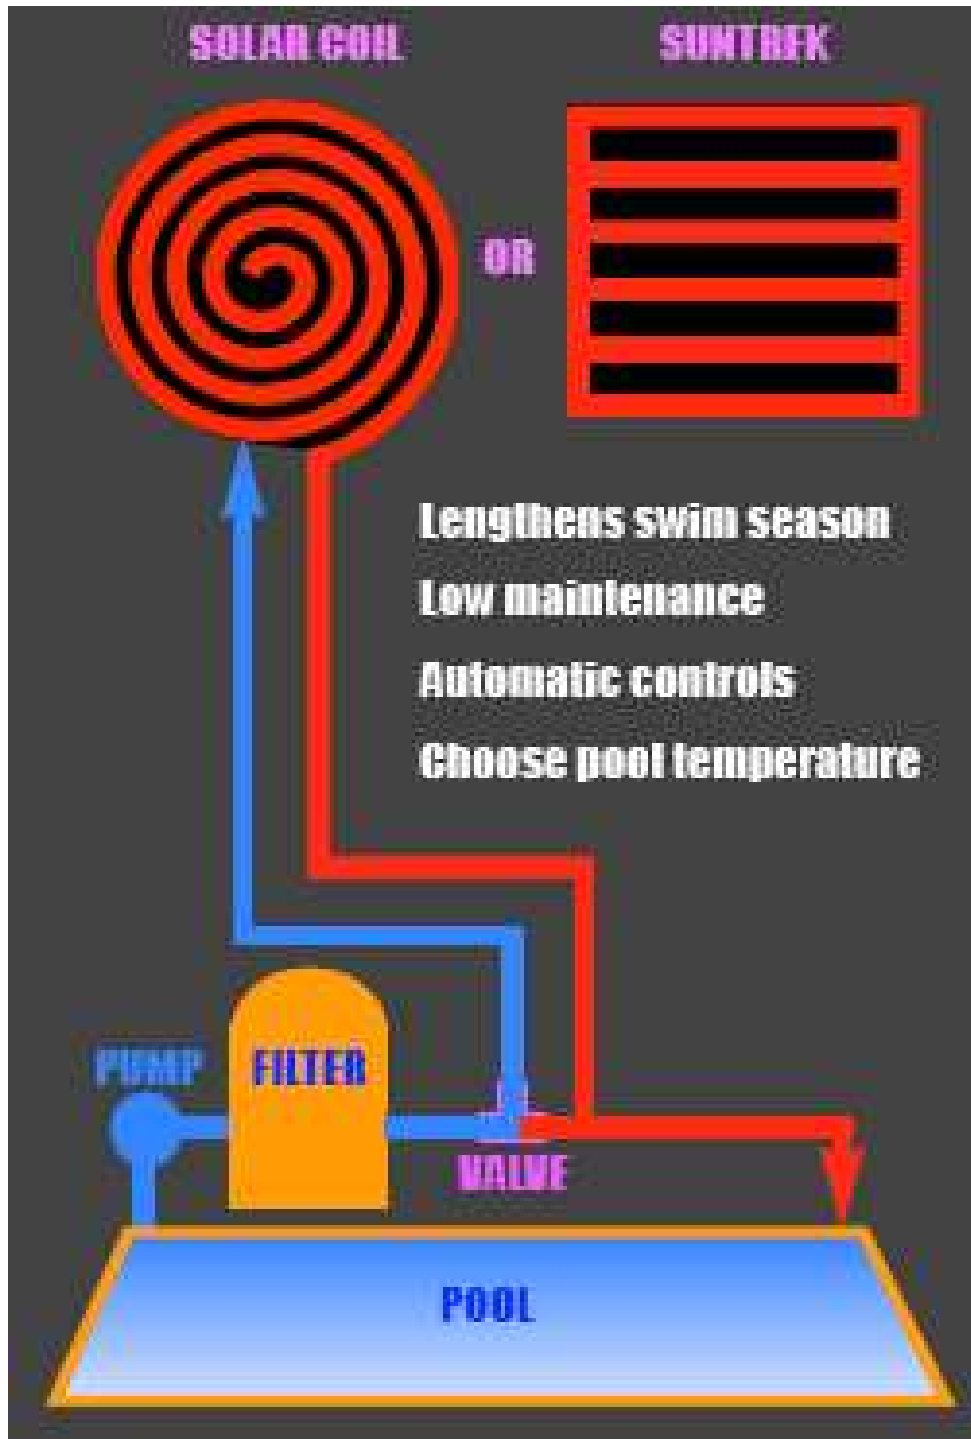 SOLAR COIL
SUNTREK
OR
Lengthens swim season
Low maintenance
Automatic controls
Choose pool temperature
PUMP
FILTER
VALVE
POOL